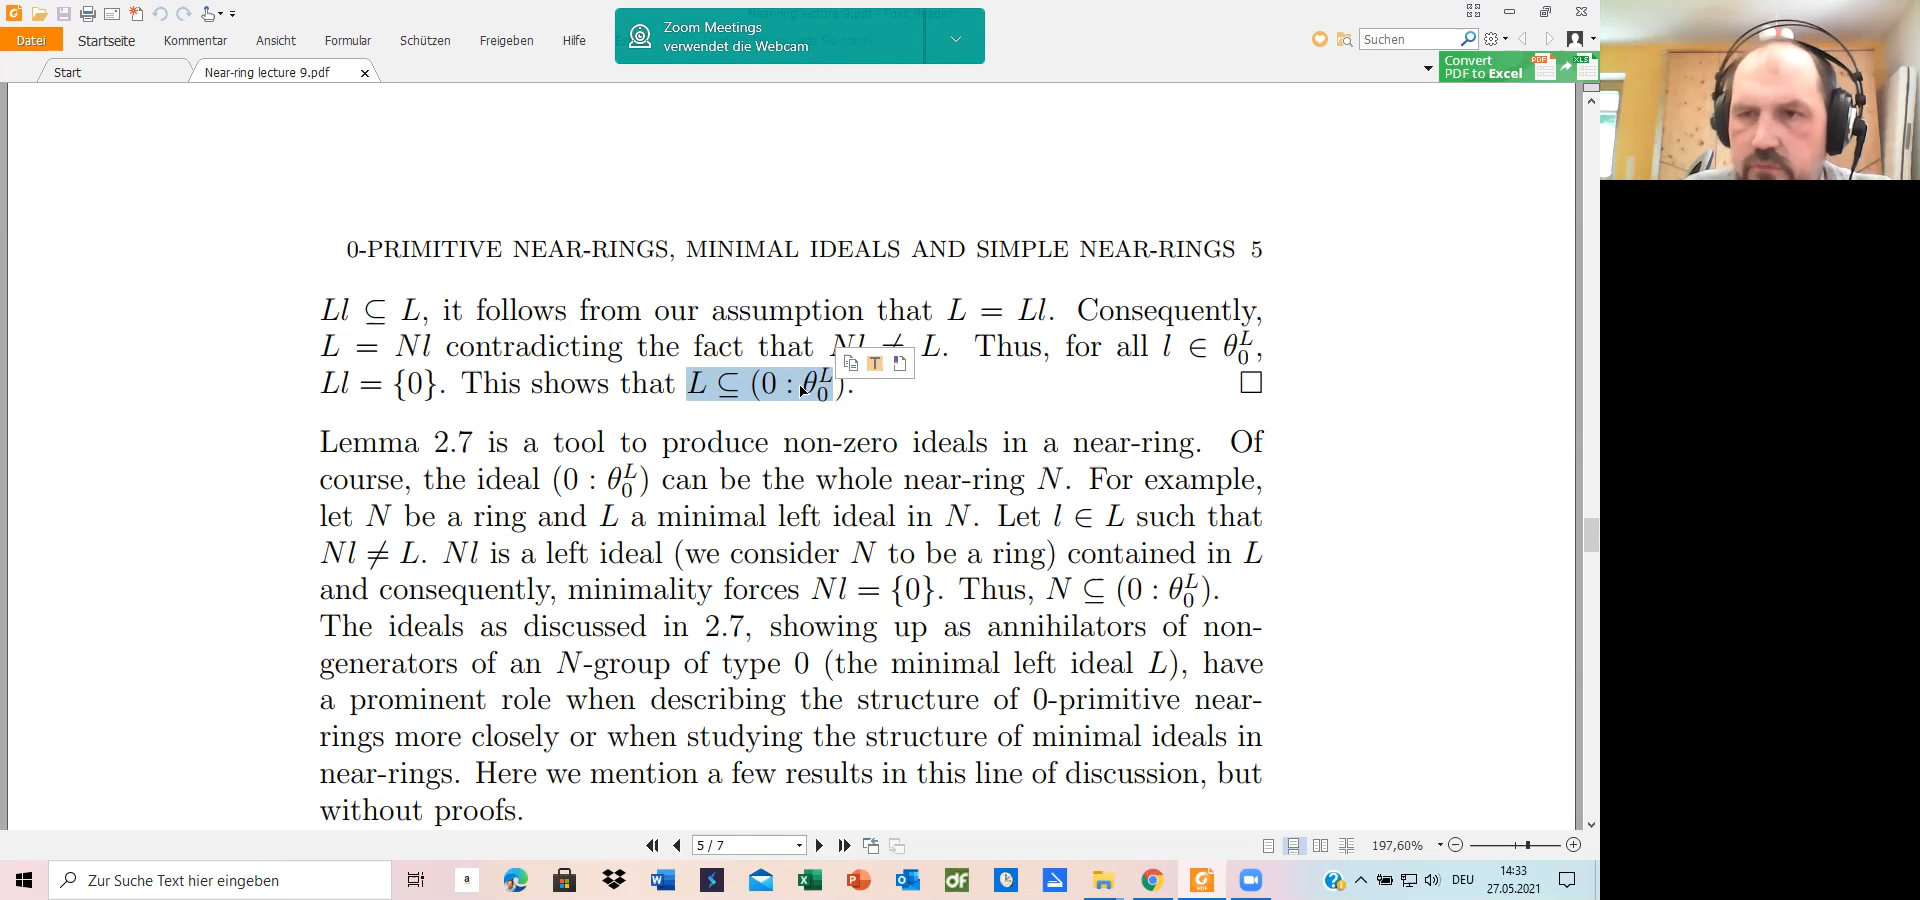 Near-ring lecture 9.pdf - Foxit Reader
Zoom Meetings
verwendet die Webcam
Datei Startseite Kommentar Ansicht Formular Schützen Freigeben Hilfe
Suchen
Convert
PDF to Excel
PDF
XLS
Start
Near-ring lecture 9.pdf
0-PRIMITIVE NEAR-RINGS, MINIMAL IDEALS AND SIMPLE NEAR-RINGS 5
Ll ⊆ L, it follows from our assumption that L = Ll. Consequently,
L = Nl contradicting the fact that Nl ≠ L. Thus, for all l ∈ θ₀ᴸ,
Ll = {0}. This shows that L ⊆ (0 : θ₀ᴸ). □
Lemma 2.7 is a tool to produce non-zero ideals in a near-ring. Of
course, the ideal (0 : θ₀ᴸ) can be the whole near-ring N. For example,
let N be a ring and L a minimal left ideal in N. Let l ∈ L such that
Nl ≠ L. Nl is a left ideal (we consider N to be a ring) contained in L
and consequently, minimality forces Nl = {0}. Thus, N ⊆ (0 : θ₀ᴸ).
The ideals as discussed in 2.7, showing up as annihilators of non-
generators of an N-group of type 0 (the minimal left ideal L), have
a prominent role when describing the structure of 0-primitive near-
rings more closely or when studying the structure of minimal ideals in
near-rings. Here we mention a few results in this line of discussion, but
without proofs.
5 / 7
197,60%
Zur Suche Text hier eingeben
a
df
DEU
14:33
27.05.2021